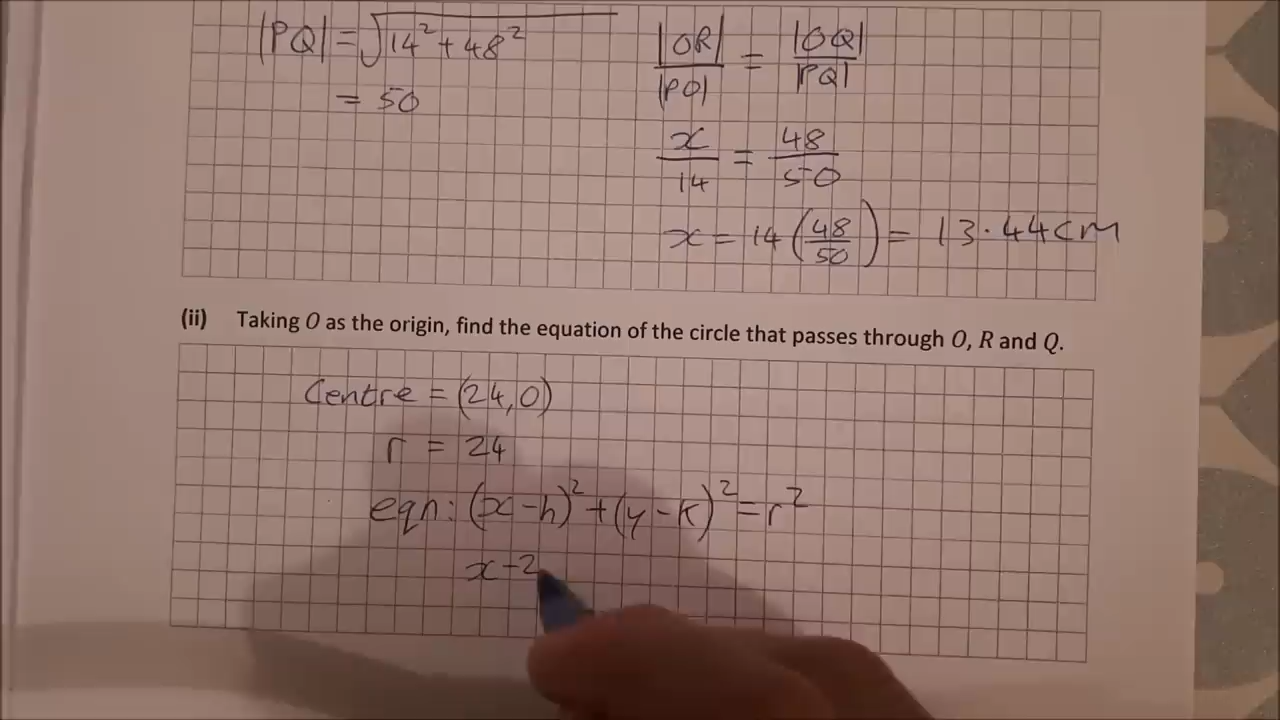 |PQ| = √14² + 48²
= 50
|OR| / |PO| = |OQ| / |PQ|
x / 14 = 48 / 50
x = 14 (48 / 50) = 13.44cm
(ii) Taking O as the origin, find the equation of the circle that passes through O, R and Q.
Centre = (24,0)
r = 24
eqn: (x-h)² + (y-k)² = r²
x-2